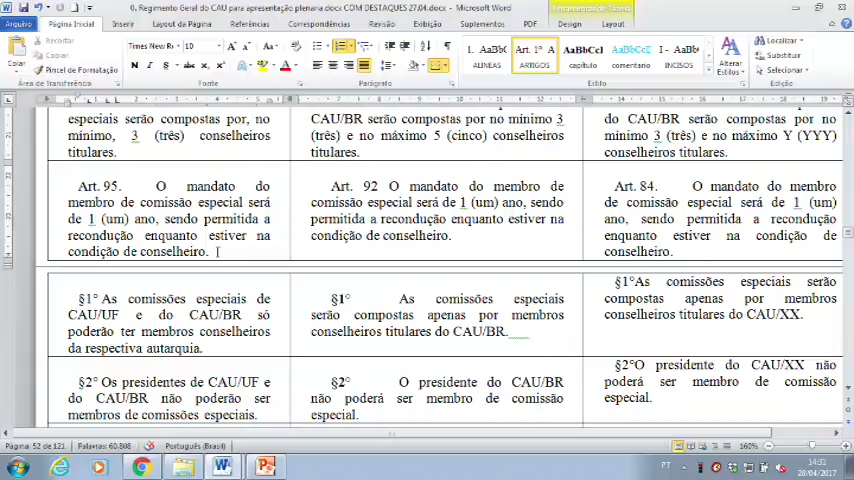 0. Regimento Geral do CAU para apresentação plenaria.docx COM DESTAQUES 27.04.docx - Microsoft Word
Arquivo Página Inicial Inserir Layout da Página Referências Correspondências Revisão Exibição Suplementos PDF Design Layout
Colar
Recortar
Copiar
Pincel de Formatação
Área de Transferência
Times New R 10
N I S
Fonte
Parágrafo
1. AaBbC
ALINEAS
Art. 1º A
ARTIGOS
AaBbCcI
capítulo
AaBbCcI
comentario
I - AaBb
INCISOS
Alterar
Estilos
Estilo
Localizar
Substituir
Selecionar
Edição
especiais serão compostas por, no
mínimo, 3 (três) conselheiros
titulares.
CAU/BR serão compostas por no mínimo 3
(três) e no máximo 5 (cinco) conselheiros
titulares.
do CAU/BR serão compostas por no
mínimo 3 (três) e no máximo Y (YYY)
conselheiros titulares.
Art. 95. O mandato do
membro de comissão especial será
de 1 (um) ano, sendo permitida a
recondução enquanto estiver na
condição de conselheiro.
Art. 92 O mandato do membro de
comissão especial será de 1 (um) ano, sendo
permitida a recondução enquanto estiver na
condição de conselheiro.
Art. 84. O mandato do membro
de comissão especial será de 1 (um)
ano, sendo permitida a recondução
enquanto estiver na condição de
conselheiro.
§1° As comissões especiais de
CAU/UF e do CAU/BR só
poderão ter membros conselheiros
da respectiva autarquia.
§1° As comissões especiais
serão compostas apenas por membros
conselheiros titulares do CAU/BR.
§1°As comissões especiais serão
compostas apenas por membros
conselheiros titulares do CAU/XX.
§2° Os presidentes de CAU/UF e
do CAU/BR não poderão ser
membros de comissões especiais.
§2° O presidente do CAU/BR
não poderá ser membro de comissão
especial.
§2°O presidente do CAU/XX não
poderá ser membro de comissão
especial.
Página: 52 de 121 Palavras: 60.808 Português (Brasil) 160%
PT
14:31
28/04/2017